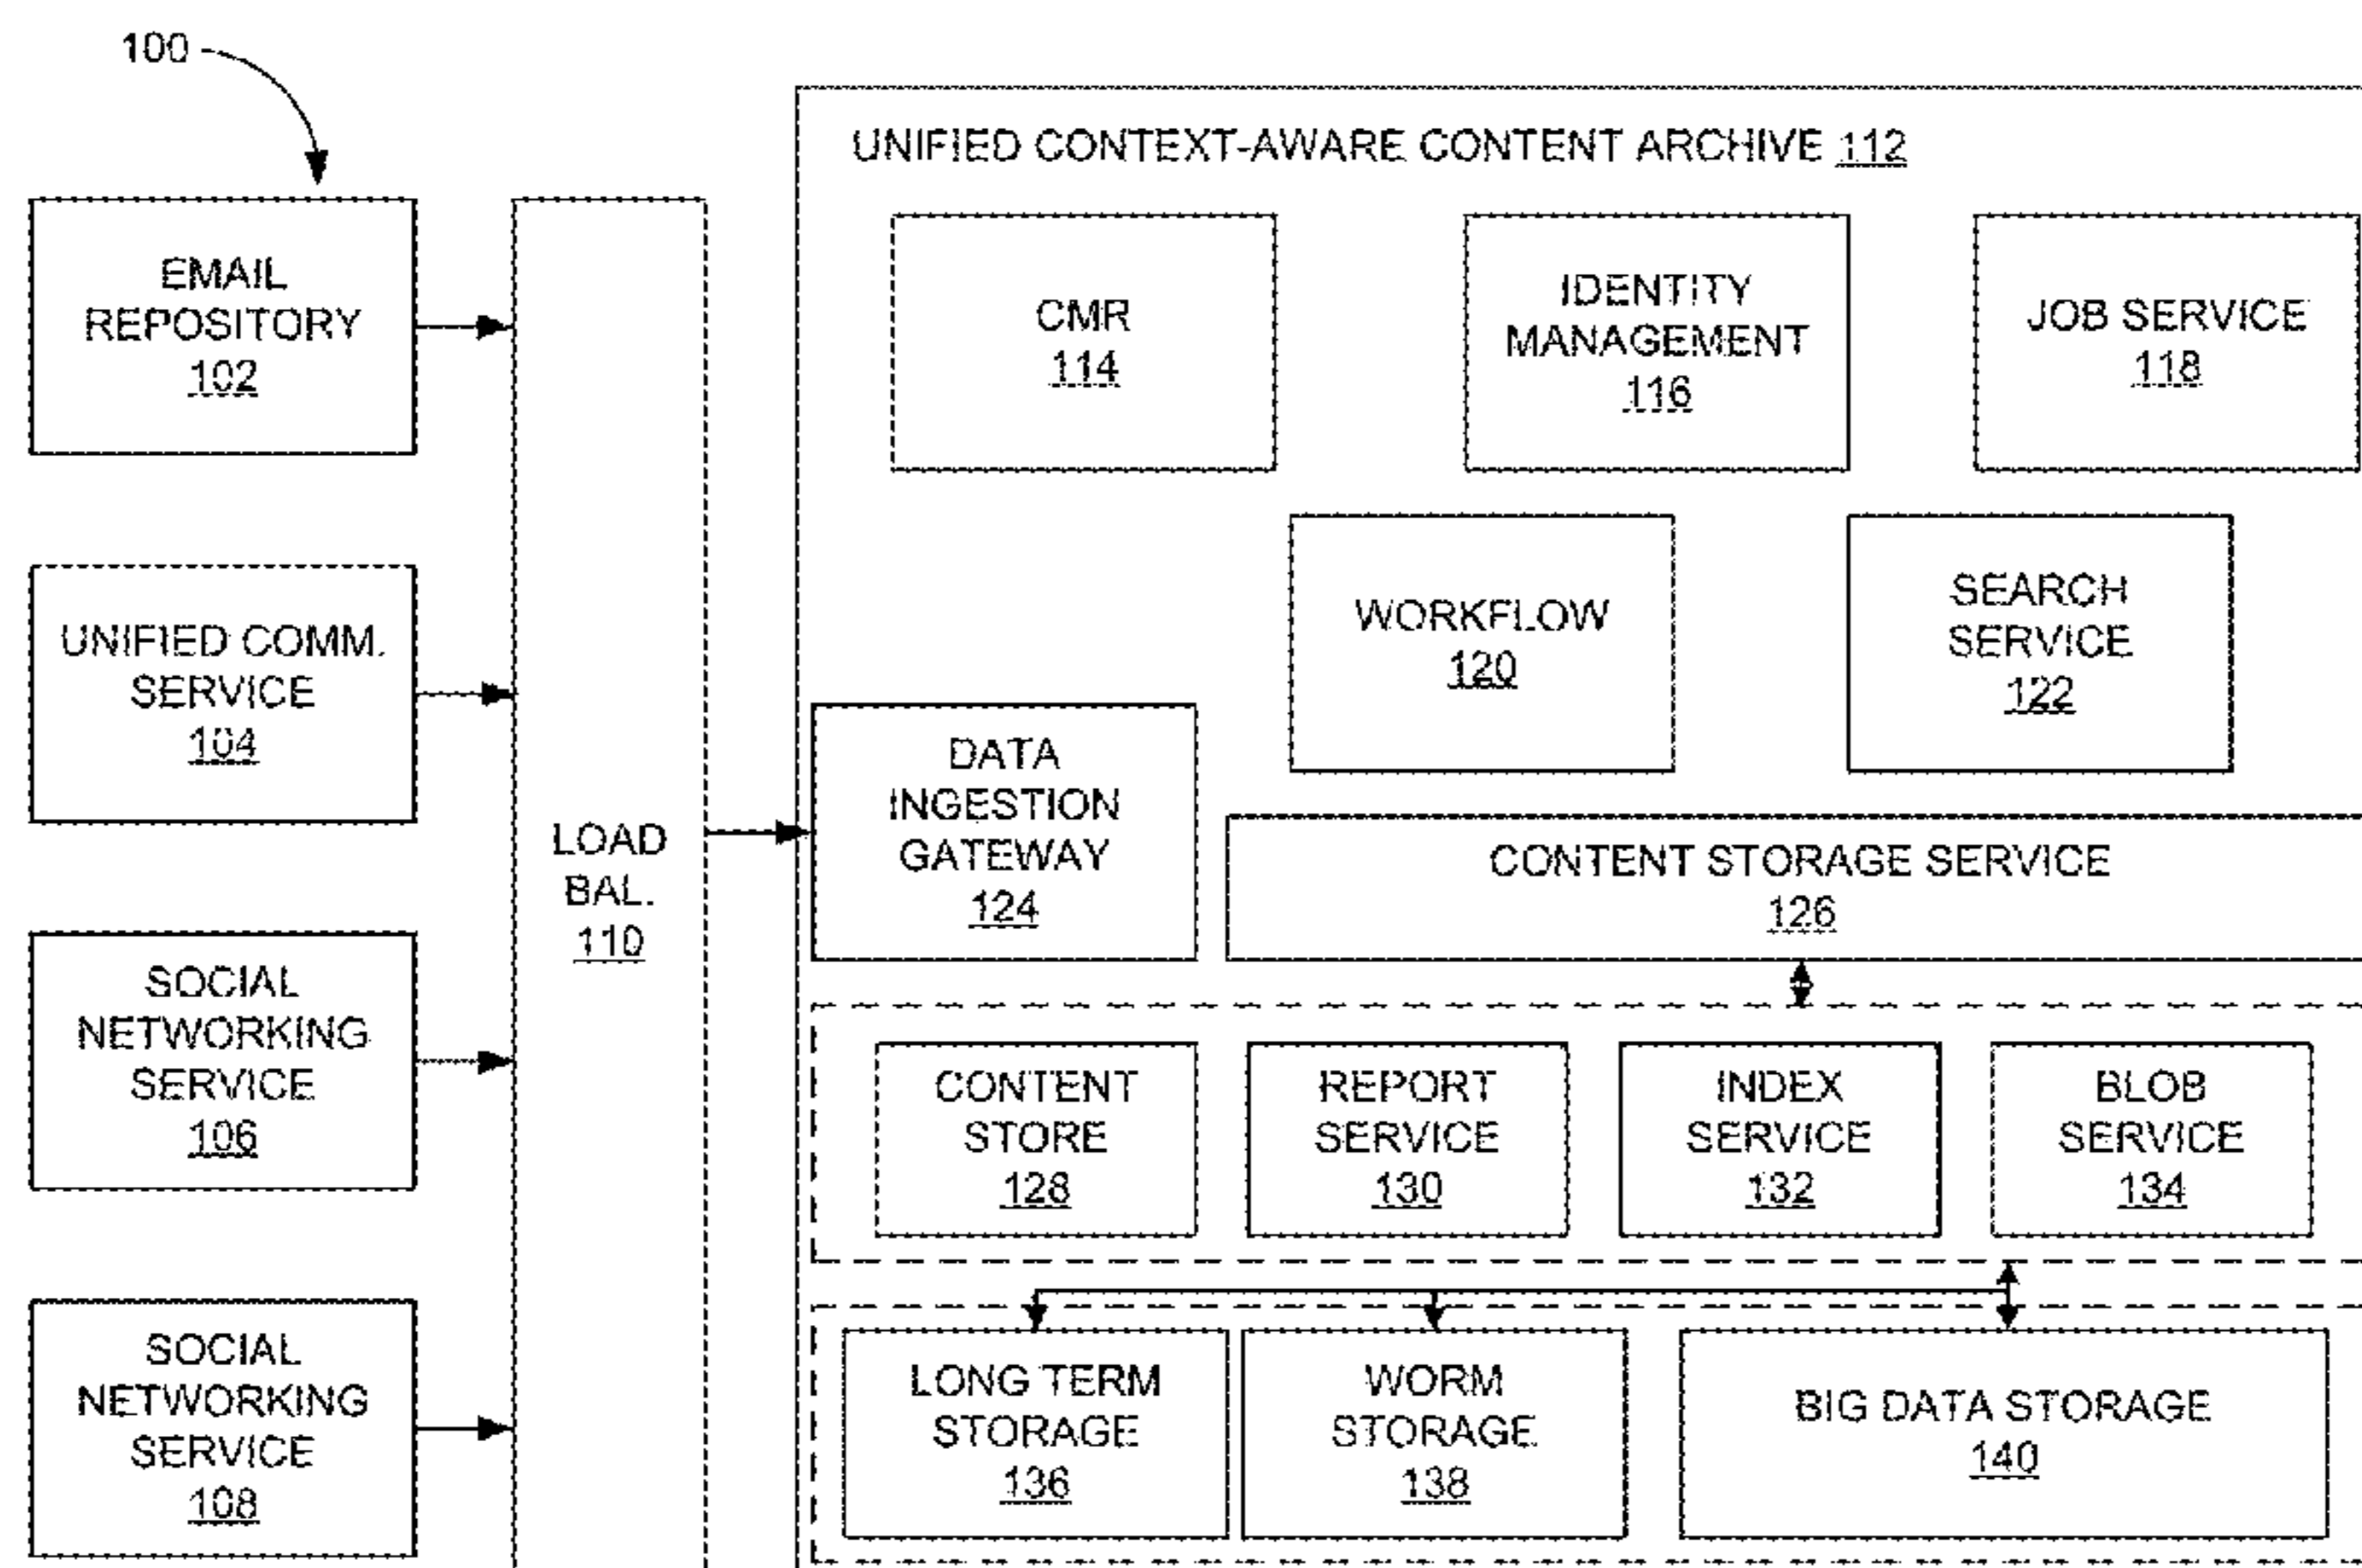 100
EMAIL
REPOSITORY
102
UNIFIED COMM.
SERVICE
104
SOCIAL
NETWORKING
SERVICE
106
SOCIAL
NETWORKING
SERVICE
108
LOAD
BAL.
110
UNIFIED CONTEXT-AWARE CONTENT ARCHIVE 112
CMR
114
IDENTITY
MANAGEMENT
116
JOB SERVICE
118
WORKFLOW
120
SEARCH
SERVICE
122
DATA
INGESTION
GATEWAY
124
CONTENT STORAGE SERVICE
126
CONTENT
STORE
128
REPORT
SERVICE
130
INDEX
SERVICE
132
BLOB
SERVICE
134
LONG TERM
STORAGE
136
WORM
STORAGE
138
BIG DATA STORAGE
140